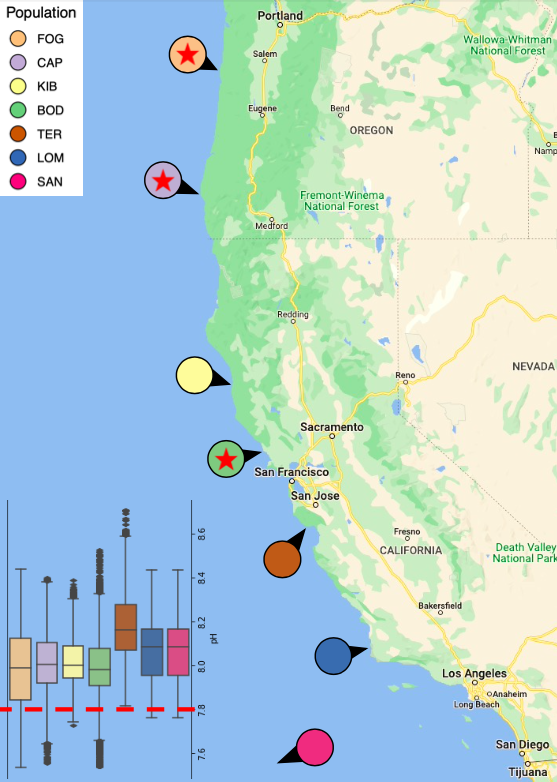 Population
FOG
CAP
KIB
BOD
TER
LOM
SAN
Portland
Salem
Wallowa-Whitman
National Forest
Eugene
Bend
OREGON
Namp
Fremont-Winema
National Forest
Medford
Redding
Reno
NEVADA
Sacramento
San Francisco
San Jose
Fresno
CALIFORNIA
Death Valley
National Park
Bakersfield
Los Angeles
Anaheim
Long Beach
San Diego
Tijuana
8.6
8.4
8.2
8.0
7.8
7.6
pH